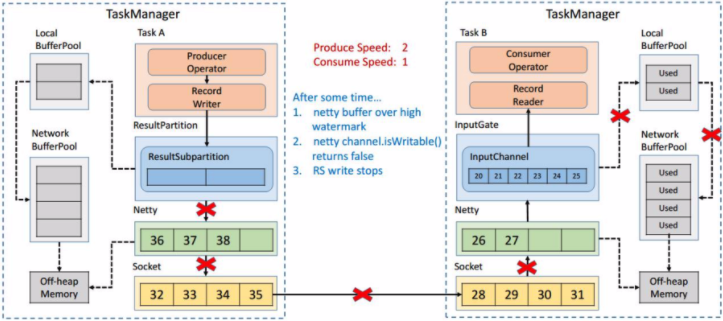 TaskManager
Local
BufferPool
Task A
Producer
Operator
Record
Writer
ResultPartition
Network
BufferPool
ResultSubpartition
Netty
36 37 38
Socket
Off-heap
Memory
32 33 34 35
Produce Speed: 2
Consume Speed: 1
After some time...
1. netty buffer over high
watermark
2. netty channel.isWritable()
returns false
3. RS write stops
TaskManager
Task B
Consumer
Operator
Record
Reader
InputGate
InputChannel
20 21 22 23 24 25
Netty
26 27
Socket
28 29 30 31
Local
BufferPool
Used
Used
Network
BufferPool
Used
Used
Used
Used
Off-heap
Memory